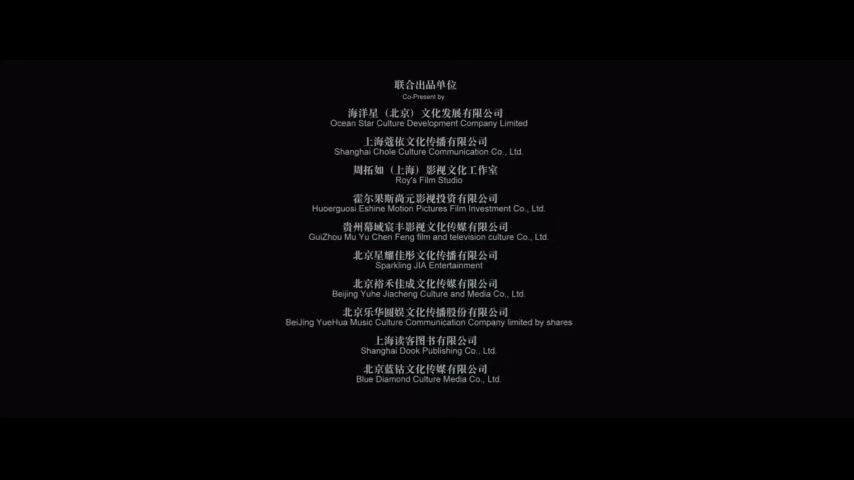 联合出品单位
Co-Present by
海洋星（北京）文化发展有限公司
Ocean Star Culture Development Company Limited
上海蔻依文化传播有限公司
Shanghai Chole Culture Communication Co., Ltd.
周拓如（上海）影视文化工作室
Roy's Film Studio
霍尔果斯尚元影视投资有限公司
Huoerguosi Eshine Motion Pictures Film Investment Co., Ltd.
贵州幕域宸丰影视文化传媒有限公司
GuiZhou Mu Yu Chen Feng film and television culture Co., Ltd.
北京星耀佳彤文化传播有限公司
Sparkling JIA Entertainment
北京裕禾佳成文化传媒有限公司
Beijing Yuhe Jiacheng Culture and Media Co., Ltd.
北京乐华圆娱文化传播股份有限公司
BeiJing YueHua Music Culture Communication Company limited by shares
上海读客图书有限公司
Shanghai Dook Publishing Co., Ltd.
北京蓝钻文化传媒有限公司
Blue Diamond Culture Media Co., Ltd.